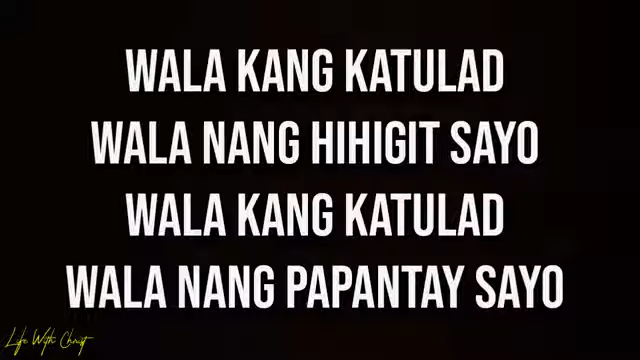 WALA KANG KATULAD
WALA NANG HIHIGIT SAYO
WALA KANG KATULAD
WALA NANG PAPANTAY SAYO
Life With Christ